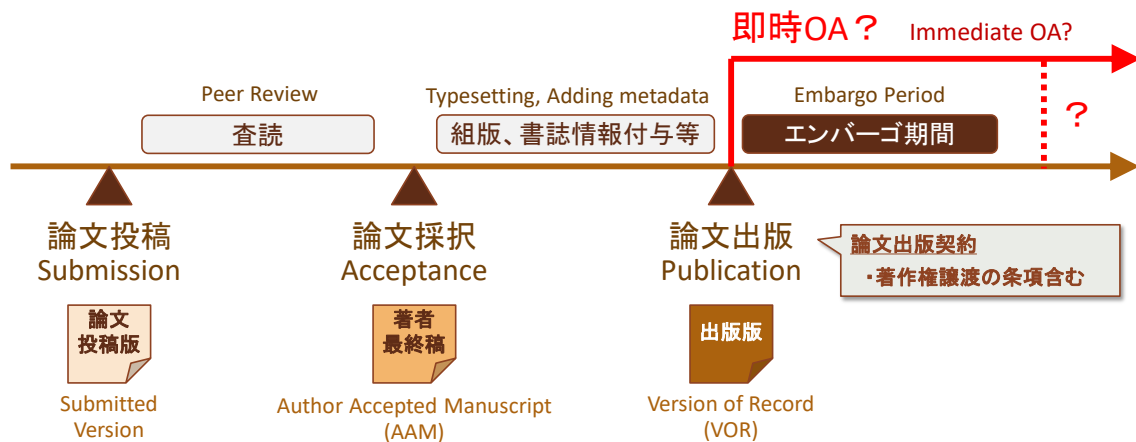 即時OA？ Immediate OA?
Peer Review
Typesetting, Adding metadata
Embargo Period
？
査読
組版、書誌情報付与等
エンバーゴ期間
論文投稿
Submission
論文採択
Acceptance
論文出版
Publication
論文出版契約
・著作権譲渡の条項含む
論文
投稿版
著者
最終稿
出版版
Submitted
Version
Author Accepted Manuscript
(AAM)
Version of Record
(VOR)